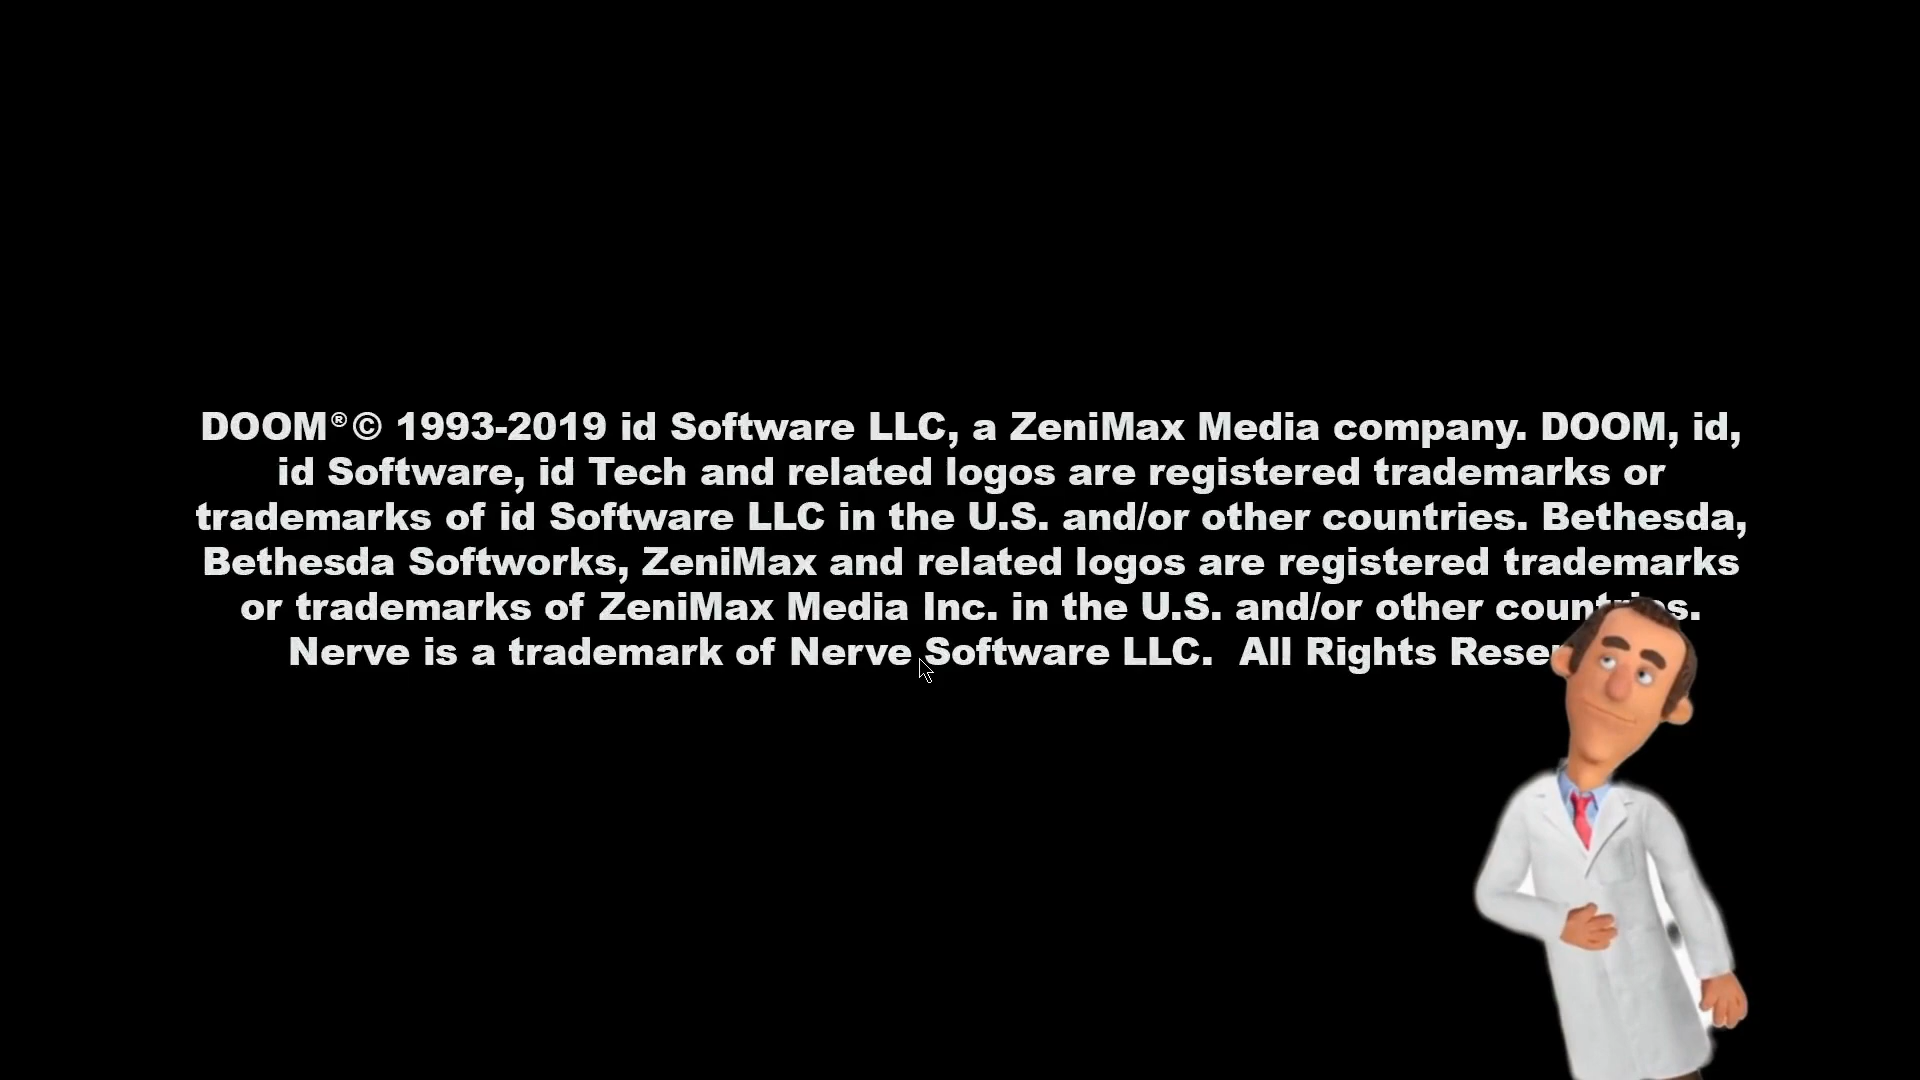 DOOM®© 1993-2019 id Software LLC, a ZeniMax Media company. DOOM, id,
id Software, id Tech and related logos are registered trademarks or
trademarks of id Software LLC in the U.S. and/or other countries. Bethesda,
Bethesda Softworks, ZeniMax and related logos are registered trademarks
or trademarks of ZeniMax Media Inc. in the U.S. and/or other countries.
Nerve is a trademark of Nerve Software LLC.  All Rights